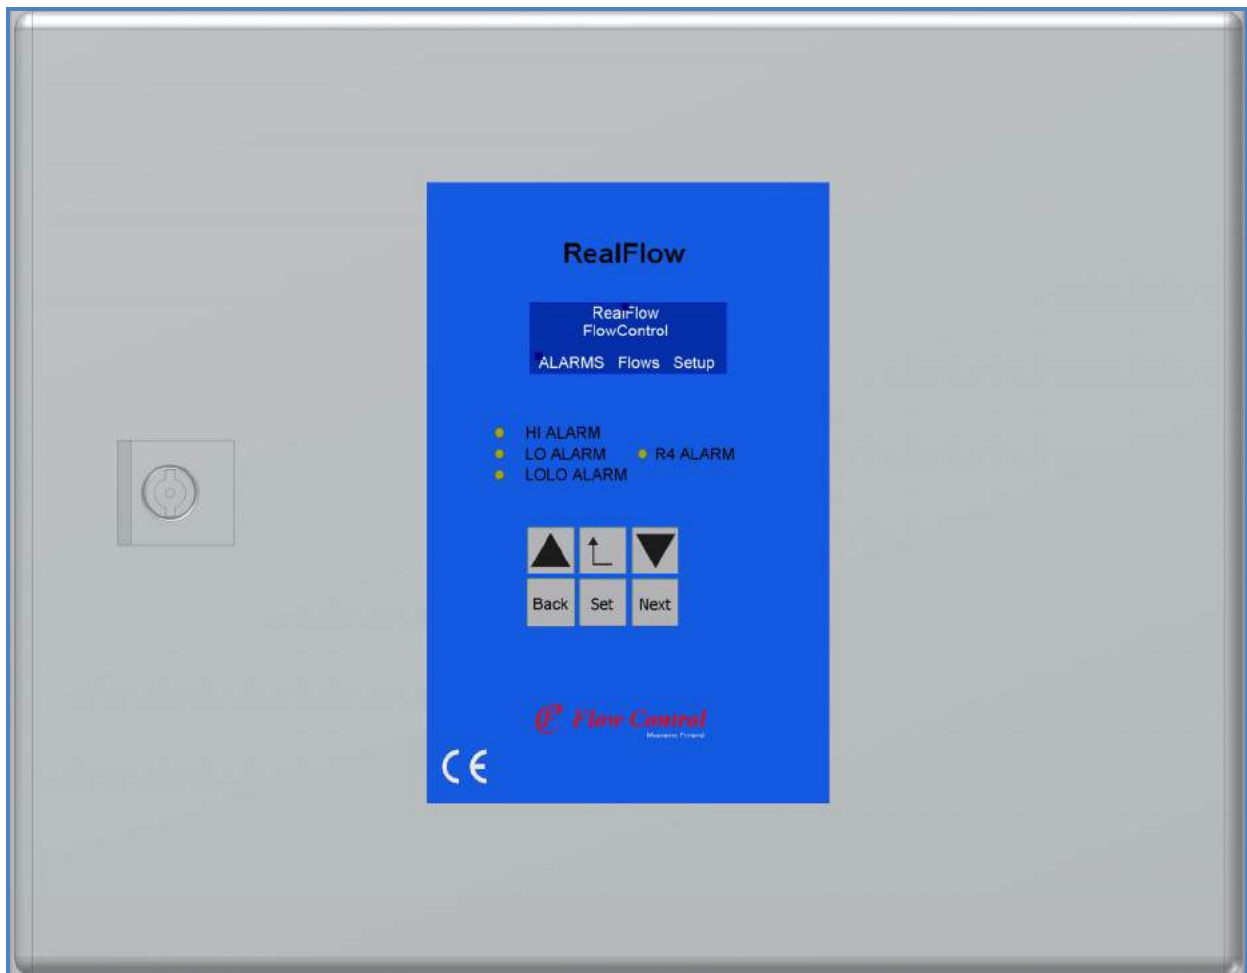 RealFlow
RealFlow
FlowControl
ALARMS Flows Setup
HI ALARM
LO ALARM R4 ALARM
LOLO ALARM
Back Set Next
Flow Control
CE